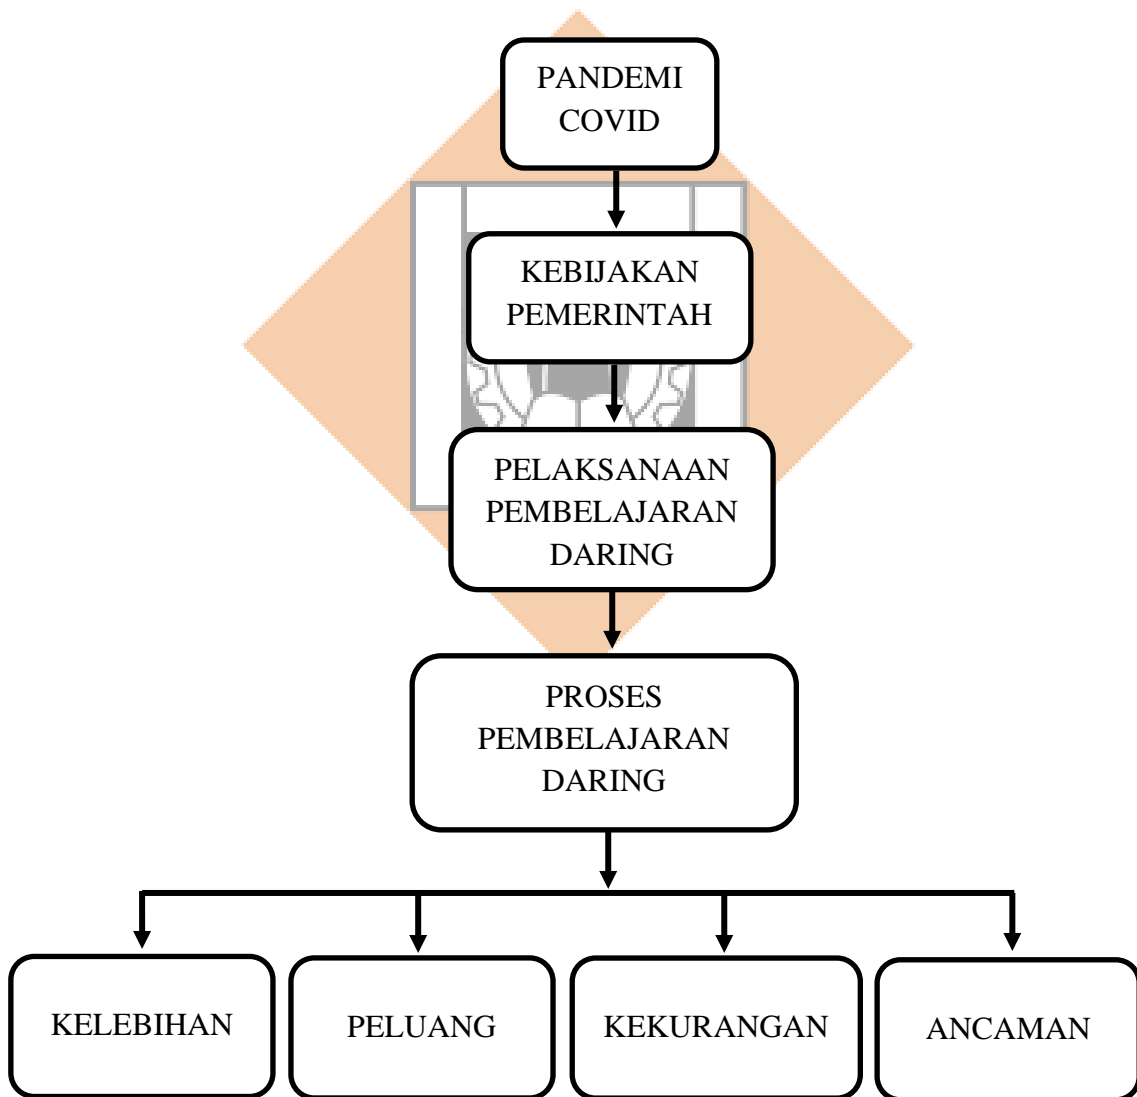 PANDEMI
COVID
KEBIJAKAN
PEMERINTAH
PELAKSANAAN
PEMBELAJARAN
DARING
PROSES
PEMBELAJARAN
DARING
KELEBIHAN
PELUANG
KEKURANGAN
ANCAMAN